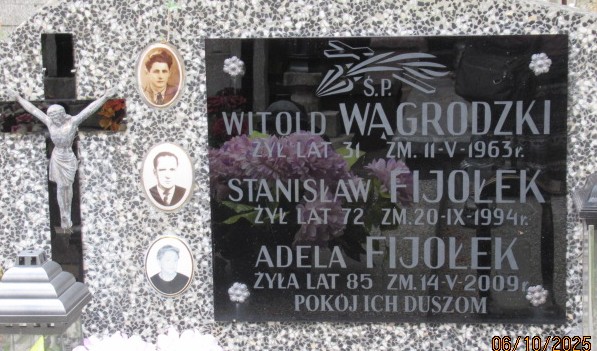 Ś.P.
WITOLD WĄGRODZKI
ŻYŁ LAT 31 ZM. 11-V-1963r.
STANISŁAW FIJOŁEK
ŻYŁ LAT 72 ZM. 20-IX-1994r.
ADELA FIJOŁEK
ŻYŁA LAT 85 ZM. 14-V-2009r.
POKÓJ ICH DUSZOM
06/10/2025